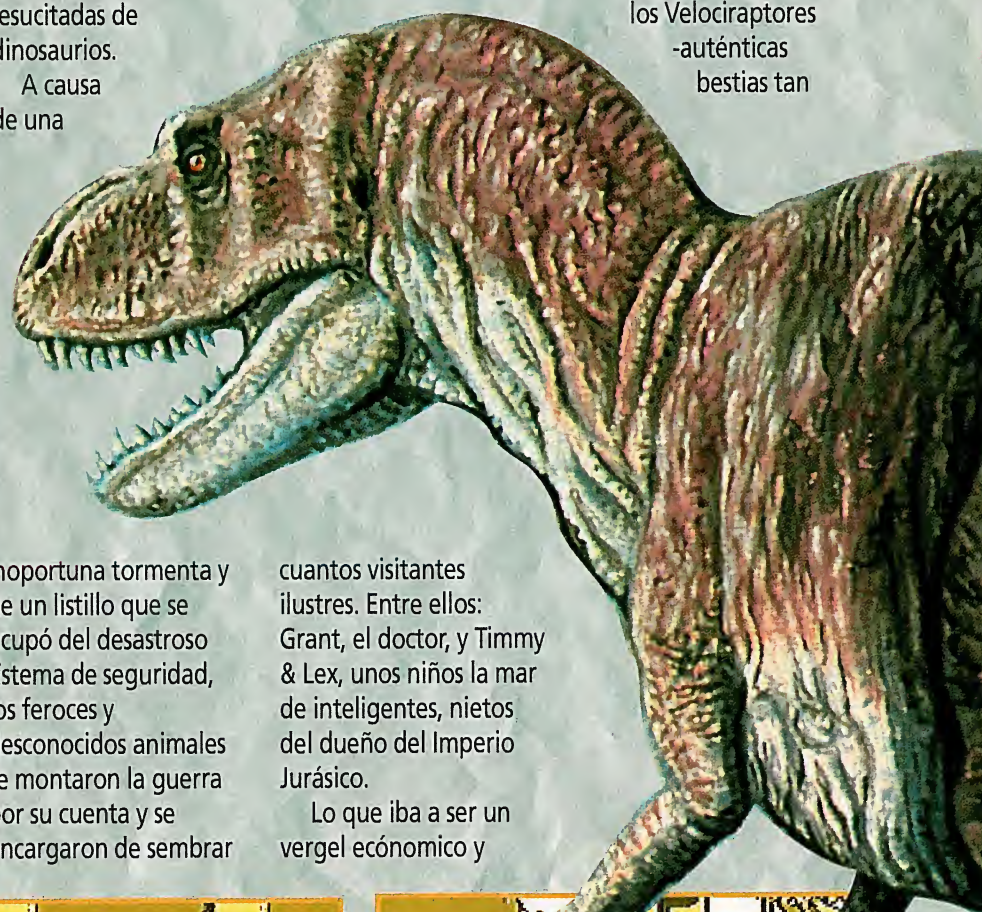 esucitadas de
dinosaurios.
A causa
de una
noportuna tormenta y
e un listillo que se
cupó del desastroso
istema de seguridad,
os feroces y
esconocidos animales
e montaron la guerra
or su cuenta y se
ncargaron de sembrar
cuantos visitantes
ilustres. Entre ellos:
Grant, el doctor, y Timmy
& Lex, unos niños la mar
de inteligentes, nietos
del dueño del Imperio
Jurásico.
Lo que iba a ser un
vergel ecónomico y
los Velociraptores
-auténticas
bestias tan